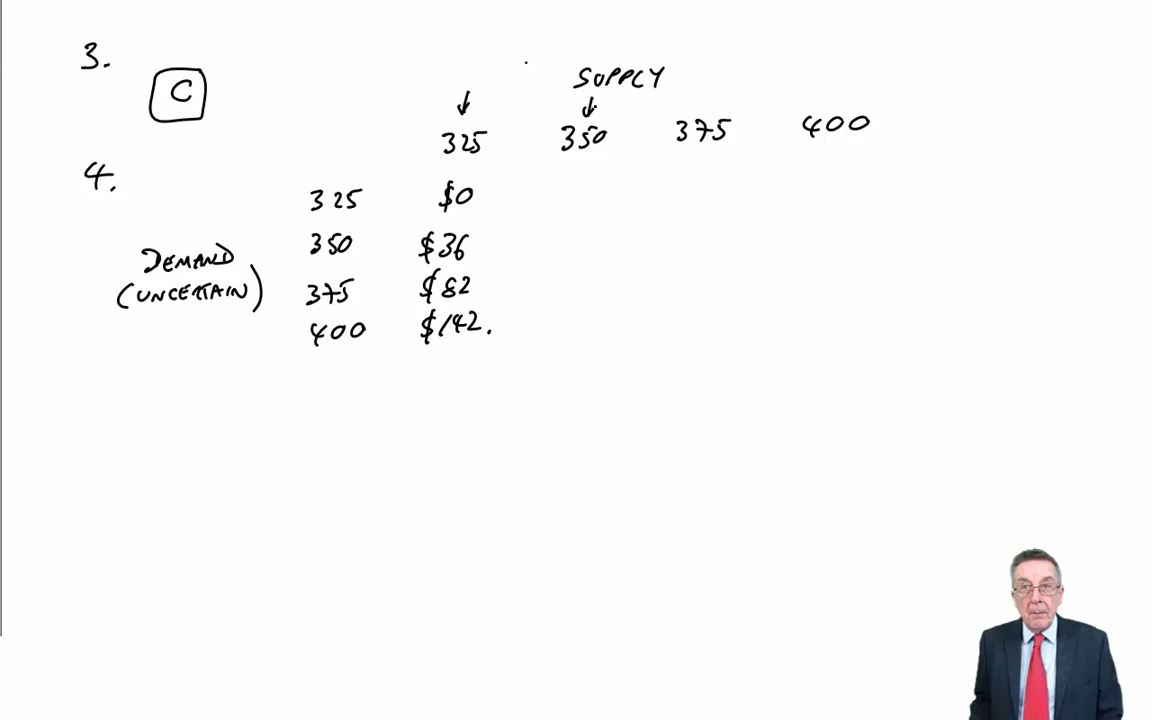 3.
C
SUPPLY
325 350 375 400
4.
325 $0
350 $36
DEMAND
(UNCERTAIN)
375 $82
400 $142.